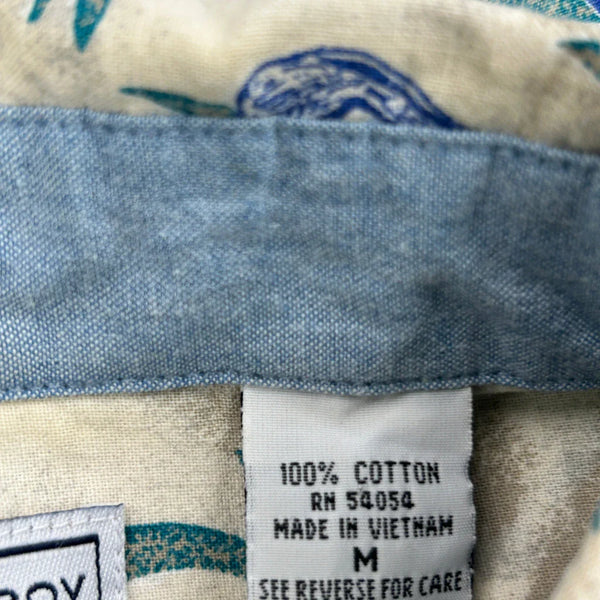 100% COTTON
RN 54054
MADE IN VIETNAM
M
SEE REVERSE FOR CARE